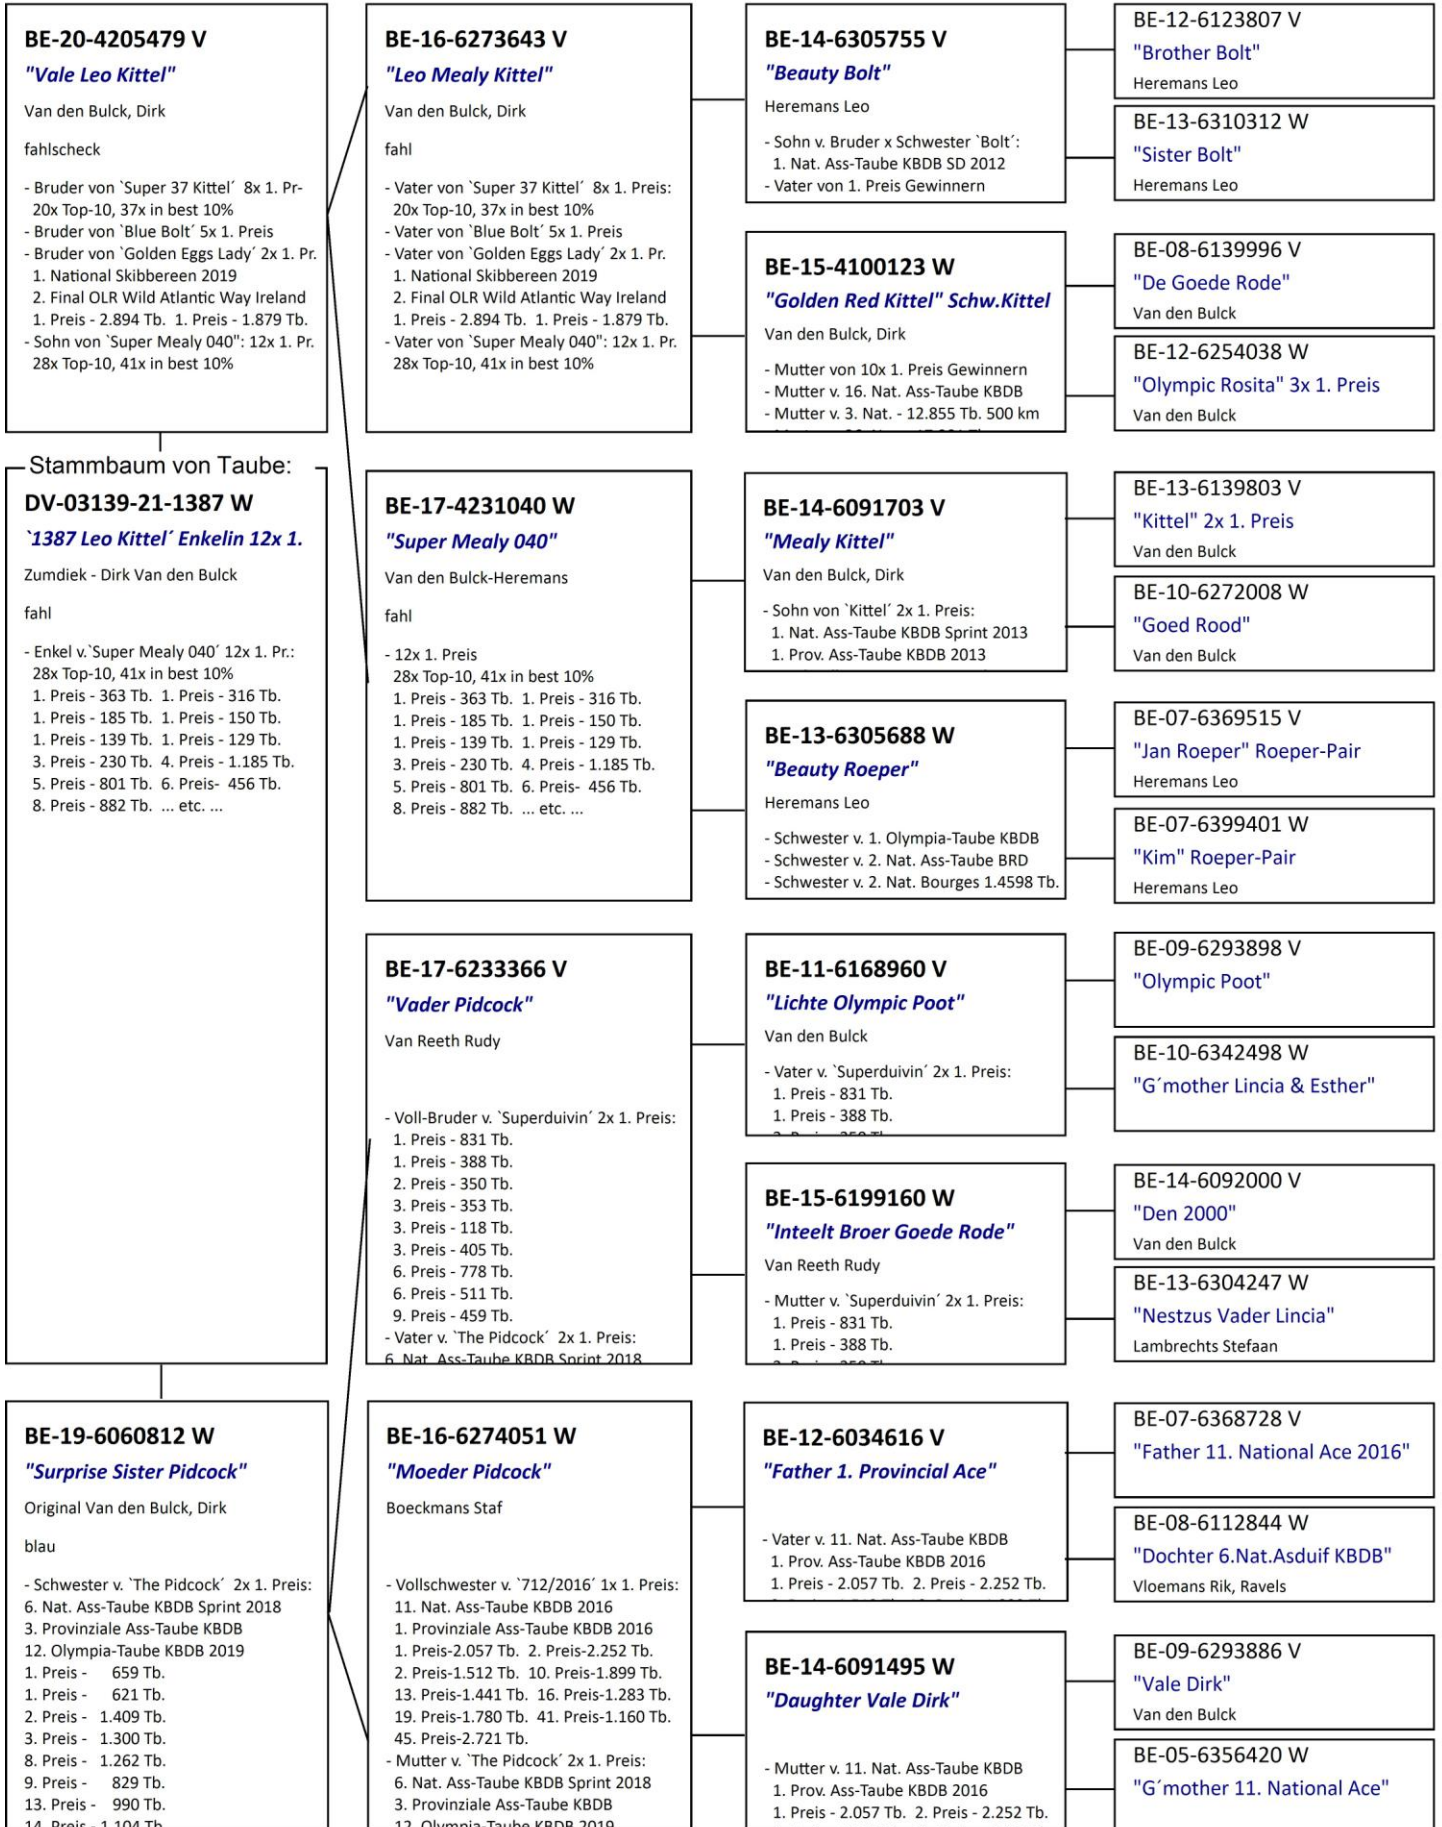 BE-20-4205479 V
"Vale Leo Kittel"
Van den Bulck, Dirk
fahlscheck
- Bruder von `Super 37 Kittel´ 8x 1. Pr-
20x Top-10, 37x in best 10%
- Bruder von `Blue Bolt´ 5x 1. Preis
- Bruder von `Golden Eggs Lady´ 2x 1. Pr.
1. National Skibbereen 2019
2. Final OLR Wild Atlantic Way Ireland
1. Preis - 2.894 Tb. 1. Preis - 1.879 Tb.
- Sohn von `Super Mealy 040": 12x 1. Pr.
28x Top-10, 41x in best 10%
Stammbaum von Taube:
DV-03139-21-1387 W
`1387 Leo Kittel´ Enkelin 12x 1.
Zumdiek - Dirk Van den Bulck
fahl
- Enkel v.`Super Mealy 040´ 12x 1. Pr.:
28x Top-10, 41x in best 10%
1. Preis - 363 Tb. 1. Preis - 316 Tb.
1. Preis - 185 Tb. 1. Preis - 150 Tb.
1. Preis - 139 Tb. 1. Preis - 129 Tb.
3. Preis - 230 Tb. 4. Preis - 1.185 Tb.
5. Preis - 801 Tb. 6. Preis- 456 Tb.
8. Preis - 882 Tb. ... etc. ...
BE-19-6060812 W
"Surprise Sister Pidcock"
Original Van den Bulck, Dirk
blau
- Schwester v. `The Pidcock´ 2x 1. Preis:
6. Nat. Ass-Taube KBDB Sprint 2018
3. Provinziale Ass-Taube KBDB
12. Olympia-Taube KBDB 2019
1. Preis - 659 Tb.
1. Preis - 621 Tb.
2. Preis - 1.409 Tb.
3. Preis - 1.300 Tb.
8. Preis - 1.262 Tb.
9. Preis - 829 Tb.
13. Preis - 990 Tb.
14. Preis - 1.104 Tb.
BE-16-6273643 V
"Leo Mealy Kittel"
Van den Bulck, Dirk
fahl
- Vater von `Super 37 Kittel´ 8x 1. Preis:
20x Top-10, 37x in best 10%
- Vater von `Blue Bolt´ 5x 1. Preis
- Vater von `Golden Eggs Lady´ 2x 1. Pr.
1. National Skibbereen 2019
2. Final OLR Wild Atlantic Way Ireland
1. Preis - 2.894 Tb. 1. Preis - 1.879 Tb.
- Vater von `Super Mealy 040": 12x 1. Pr.
28x Top-10, 41x in best 10%
BE-17-4231040 W
"Super Mealy 040"
Van den Bulck-Heremans
fahl
- 12x 1. Preis
28x Top-10, 41x in best 10%
1. Preis - 363 Tb. 1. Preis - 316 Tb.
1. Preis - 185 Tb. 1. Preis - 150 Tb.
1. Preis - 139 Tb. 1. Preis - 129 Tb.
3. Preis - 230 Tb. 4. Preis - 1.185 Tb.
5. Preis - 801 Tb. 6. Preis- 456 Tb.
8. Preis - 882 Tb. ... etc. ...
BE-17-6233366 V
"Vader Pidcock"
Van Reeth Rudy
- Voll-Bruder v. `Superduivin´ 2x 1. Preis:
1. Preis - 831 Tb.
1. Preis - 388 Tb.
2. Preis - 350 Tb.
3. Preis - 353 Tb.
3. Preis - 118 Tb.
3. Preis - 405 Tb.
6. Preis - 778 Tb.
6. Preis - 511 Tb.
9. Preis - 459 Tb.
- Vater v. `The Pidcock´ 2x 1. Preis:
6. Nat. Ass-Taube KBDB Sprint 2018
BE-16-6274051 W
"Moeder Pidcock"
Boeckmans Staf
- Vollschwester v. `712/2016´ 1x 1. Preis:
11. Nat. Ass-Taube KBDB 2016
1. Provinziale Ass-Taube KBDB 2016
1. Preis-2.057 Tb. 2. Preis-2.252 Tb.
2. Preis-1.512 Tb. 10. Preis-1.899 Tb.
13. Preis-1.441 Tb. 16. Preis-1.283 Tb.
19. Preis-1.780 Tb. 41. Preis-1.160 Tb.
45. Preis-2.721 Tb.
- Mutter v. `The Pidcock´ 2x 1. Preis:
6. Nat. Ass-Taube KBDB Sprint 2018
3. Provinziale Ass-Taube KBDB
12. Olympia-Taube KBDB 2019
BE-14-6305755 V
"Beauty Bolt"
Heremans Leo
- Sohn v. Bruder x Schwester `Bolt´:
1. Nat. Ass-Taube KBDB SD 2012
- Vater von 1. Preis Gewinnern
BE-15-4100123 W
"Golden Red Kittel" Schw.Kittel
Van den Bulck, Dirk
- Mutter von 10x 1. Preis Gewinnern
- Mutter v. 16. Nat. Ass-Taube KBDB
- Mutter v. 3. Nat. - 12.855 Tb. 500 km
BE-14-6091703 V
"Mealy Kittel"
Van den Bulck, Dirk
- Sohn von `Kittel´ 2x 1. Preis:
1. Nat. Ass-Taube KBDB Sprint 2013
1. Prov. Ass-Taube KBDB 2013
BE-13-6305688 W
"Beauty Roeper"
Heremans Leo
- Schwester v. 1. Olympia-Taube KBDB
- Schwester v. 2. Nat. Ass-Taube BRD
- Schwester v. 2. Nat. Bourges 1.4598 Tb.
BE-11-6168960 V
"Lichte Olympic Poot"
Van den Bulck
- Vater v. `Superduivin´ 2x 1. Preis:
1. Preis - 831 Tb.
1. Preis - 388 Tb.
BE-15-6199160 W
"Inteelt Broer Goede Rode"
Van Reeth Rudy
- Mutter v. `Superduivin´ 2x 1. Preis:
1. Preis - 831 Tb.
1. Preis - 388 Tb.
BE-12-6034616 V
"Father 1. Provincial Ace"
- Vater v. 11. Nat. Ass-Taube KBDB
1. Prov. Ass-Taube KBDB 2016
1. Preis - 2.057 Tb. 2. Preis - 2.252 Tb.
BE-14-6091495 W
"Daughter Vale Dirk"
- Mutter v. 11. Nat. Ass-Taube KBDB
1. Prov. Ass-Taube KBDB 2016
1. Preis - 2.057 Tb. 2. Preis - 2.252 Tb.
BE-12-6123807 V
"Brother Bolt"
Heremans Leo
BE-13-6310312 W
"Sister Bolt"
Heremans Leo
BE-08-6139996 V
"De Goede Rode"
Van den Bulck
BE-12-6254038 W
"Olympic Rosita" 3x 1. Preis
Van den Bulck
BE-13-6139803 V
"Kittel" 2x 1. Preis
Van den Bulck
BE-10-6272008 W
"Goed Rood"
Van den Bulck
BE-07-6369515 V
"Jan Roeper" Roeper-Pair
Heremans Leo
BE-07-6399401 W
"Kim" Roeper-Pair
Heremans Leo
BE-09-6293898 V
"Olympic Poot"
BE-10-6342498 W
"G´mother Lincia & Esther"
BE-14-6092000 V
"Den 2000"
Van den Bulck
BE-13-6304247 W
"Nestzus Vader Lincia"
Lambrechts Stefaan
BE-07-6368728 V
"Father 11. National Ace 2016"
BE-08-6112844 W
"Dochter 6.Nat.Asduif KBDB"
Vloemans Rik, Ravels
BE-09-6293886 V
"Vale Dirk"
Van den Bulck
BE-05-6356420 W
"G´mother 11. National Ace"